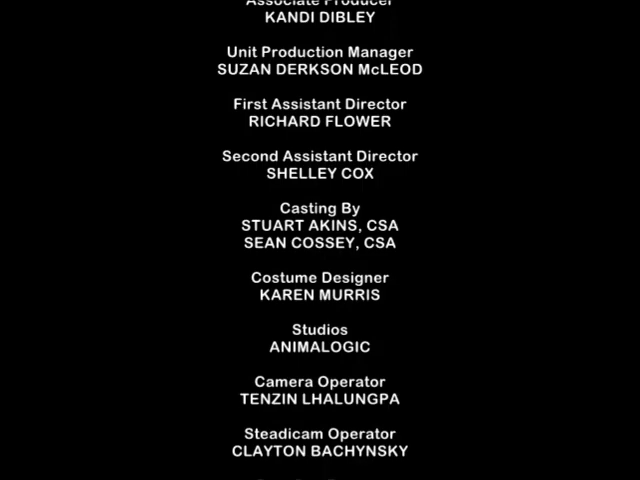 Associate Producer
KANDI DIBLEY
Unit Production Manager
SUZAN DERKSON McLEOD
First Assistant Director
RICHARD FLOWER
Second Assistant Director
SHELLEY COX
Casting By
STUART AKINS, CSA
SEAN COSSEY, CSA
Costume Designer
KAREN MURRIS
Studios
ANIMALOGIC
Camera Operator
TENZIN LHALUNGPA
Steadicam Operator
CLAYTON BACHYNSKY